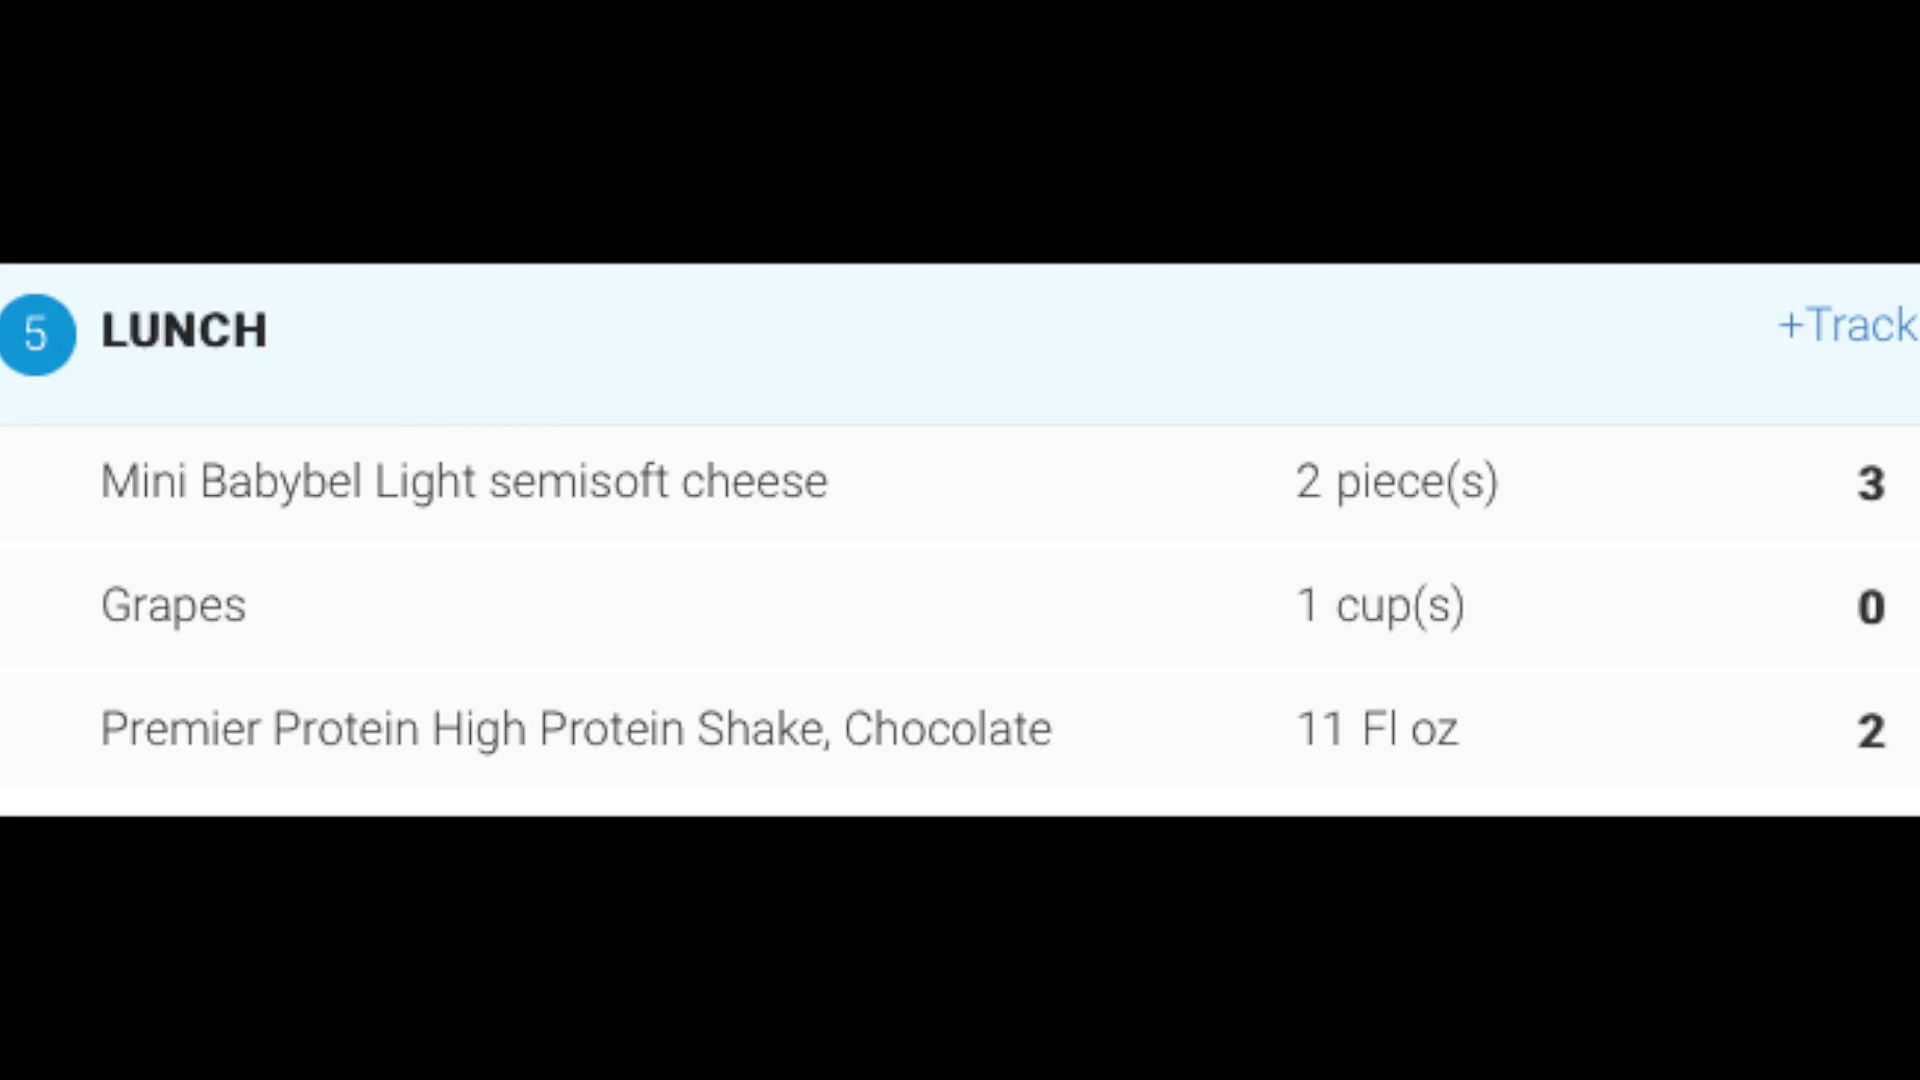 5 LUNCH +Track
Mini Babybel Light semisoft cheese 2 piece(s) 3
Grapes 1 cup(s) 0
Premier Protein High Protein Shake, Chocolate 11 Fl oz 2